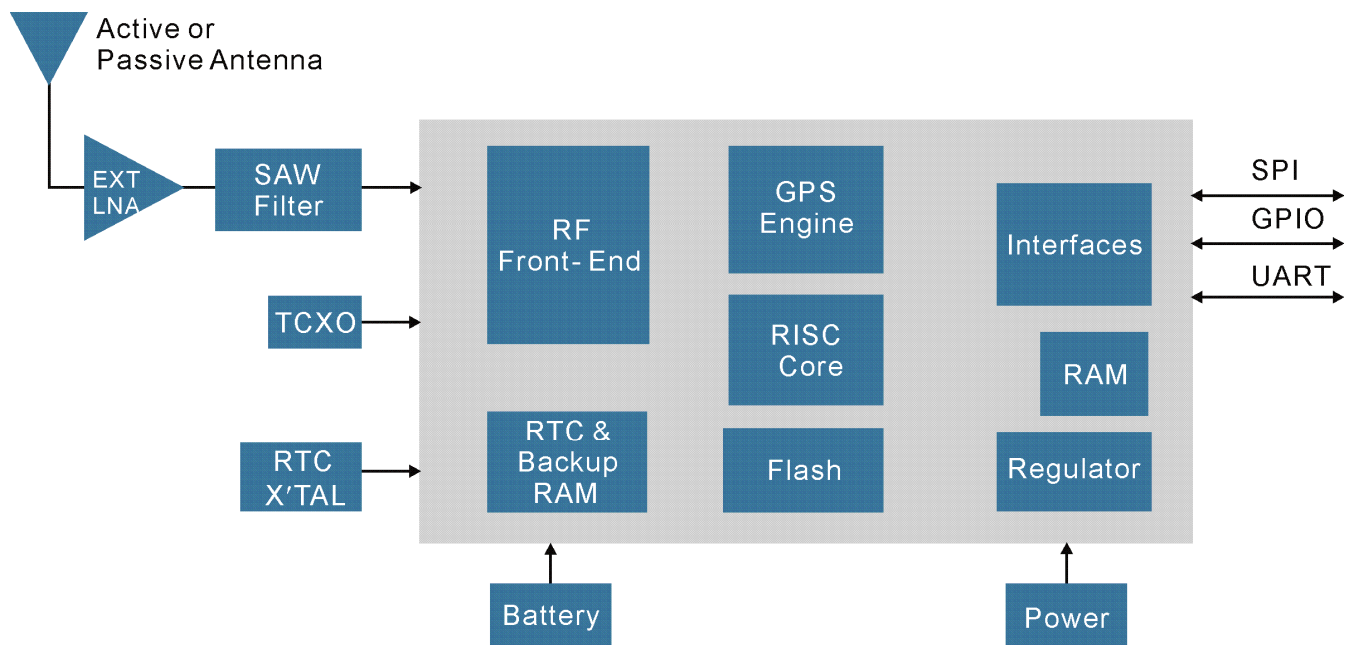 Active or
Passive Antenna
EXT
LNA
SAW
Filter
RF
Front- End
GPS
Engine
Interfaces
SPI
GPIO
UART
TCXO
RISC
Core
RAM
RTC
X'TAL
RTC &
Backup
RAM
Flash
Regulator
Battery
Power